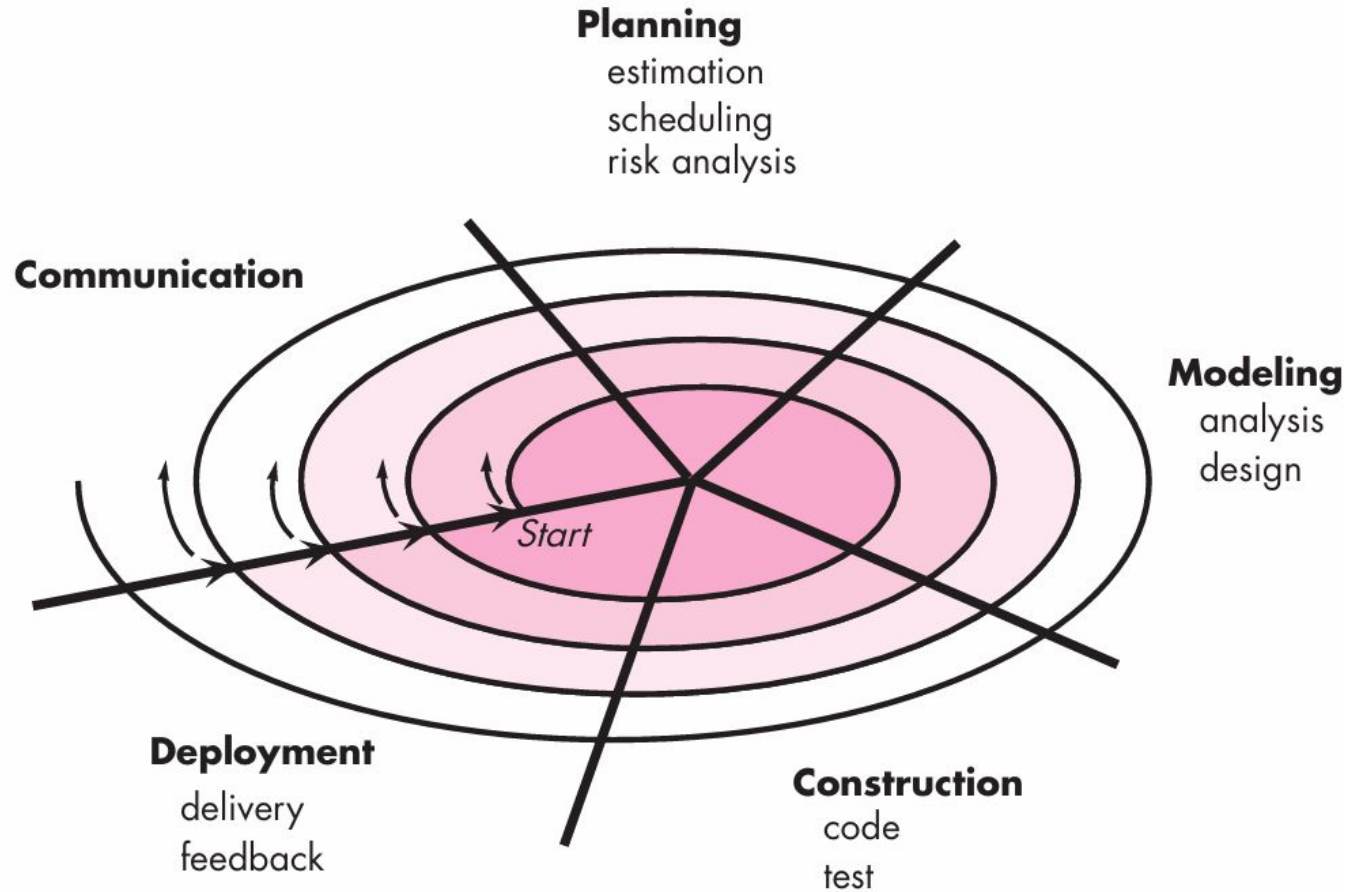 Planning
estimation
scheduling
risk analysis
Communication
Modeling
analysis
design
Start
Deployment
delivery
feedback
Construction
code
test